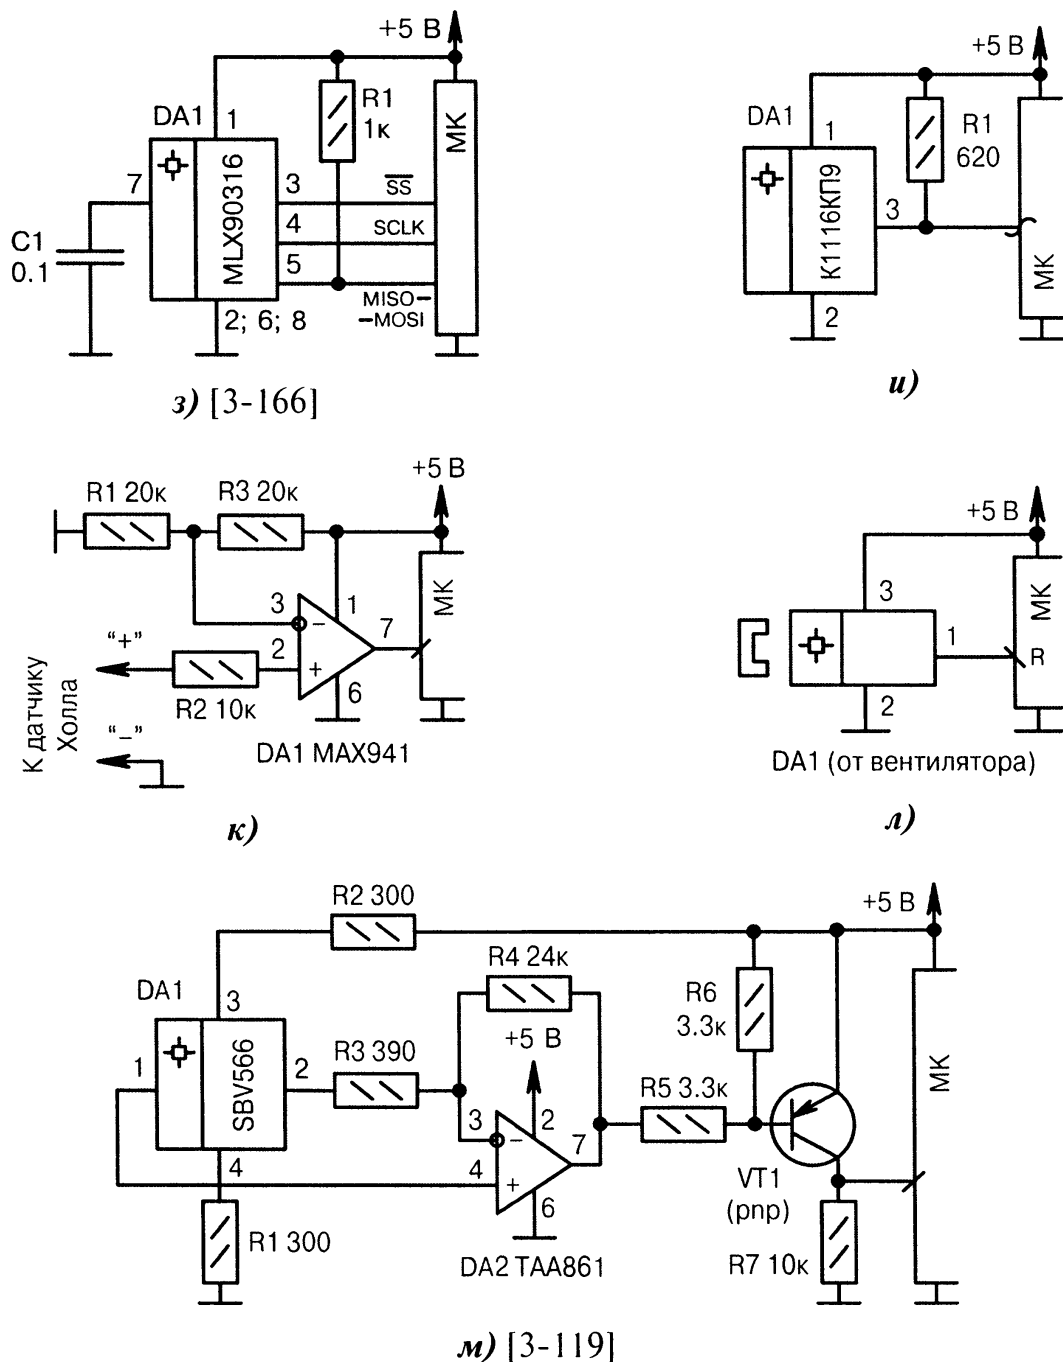 +5 В
DA1
1
R1
1к
МК
MLX90316
7
3
SS
4
SCLK
5
MISO–
–MOSI
C1
0.1
2; 6; 8
з) [3-166]
+5 В
DA1
1
R1
620
К1116КП9
3
МК
2
и)
+5 В
R1 20к
R3 20к
МК
3
1
–
7
“+”
2
+
6
R2 10к
“–”
К датчику
Холла
DA1 MAX941
к)
+5 В
3
МК
1
R
2
DA1 (от вентилятора)
л)
R2 300
+5 В
R4 24к
DA1
3
R6
3.3к
+5 В
1
SBV566
2
R3 390
МК
R5 3.3к
3
–
2
7
4
4
+
6
VT1
(pnp)
R1 300
DA2 TAA861
R7 10к
м) [3-119]